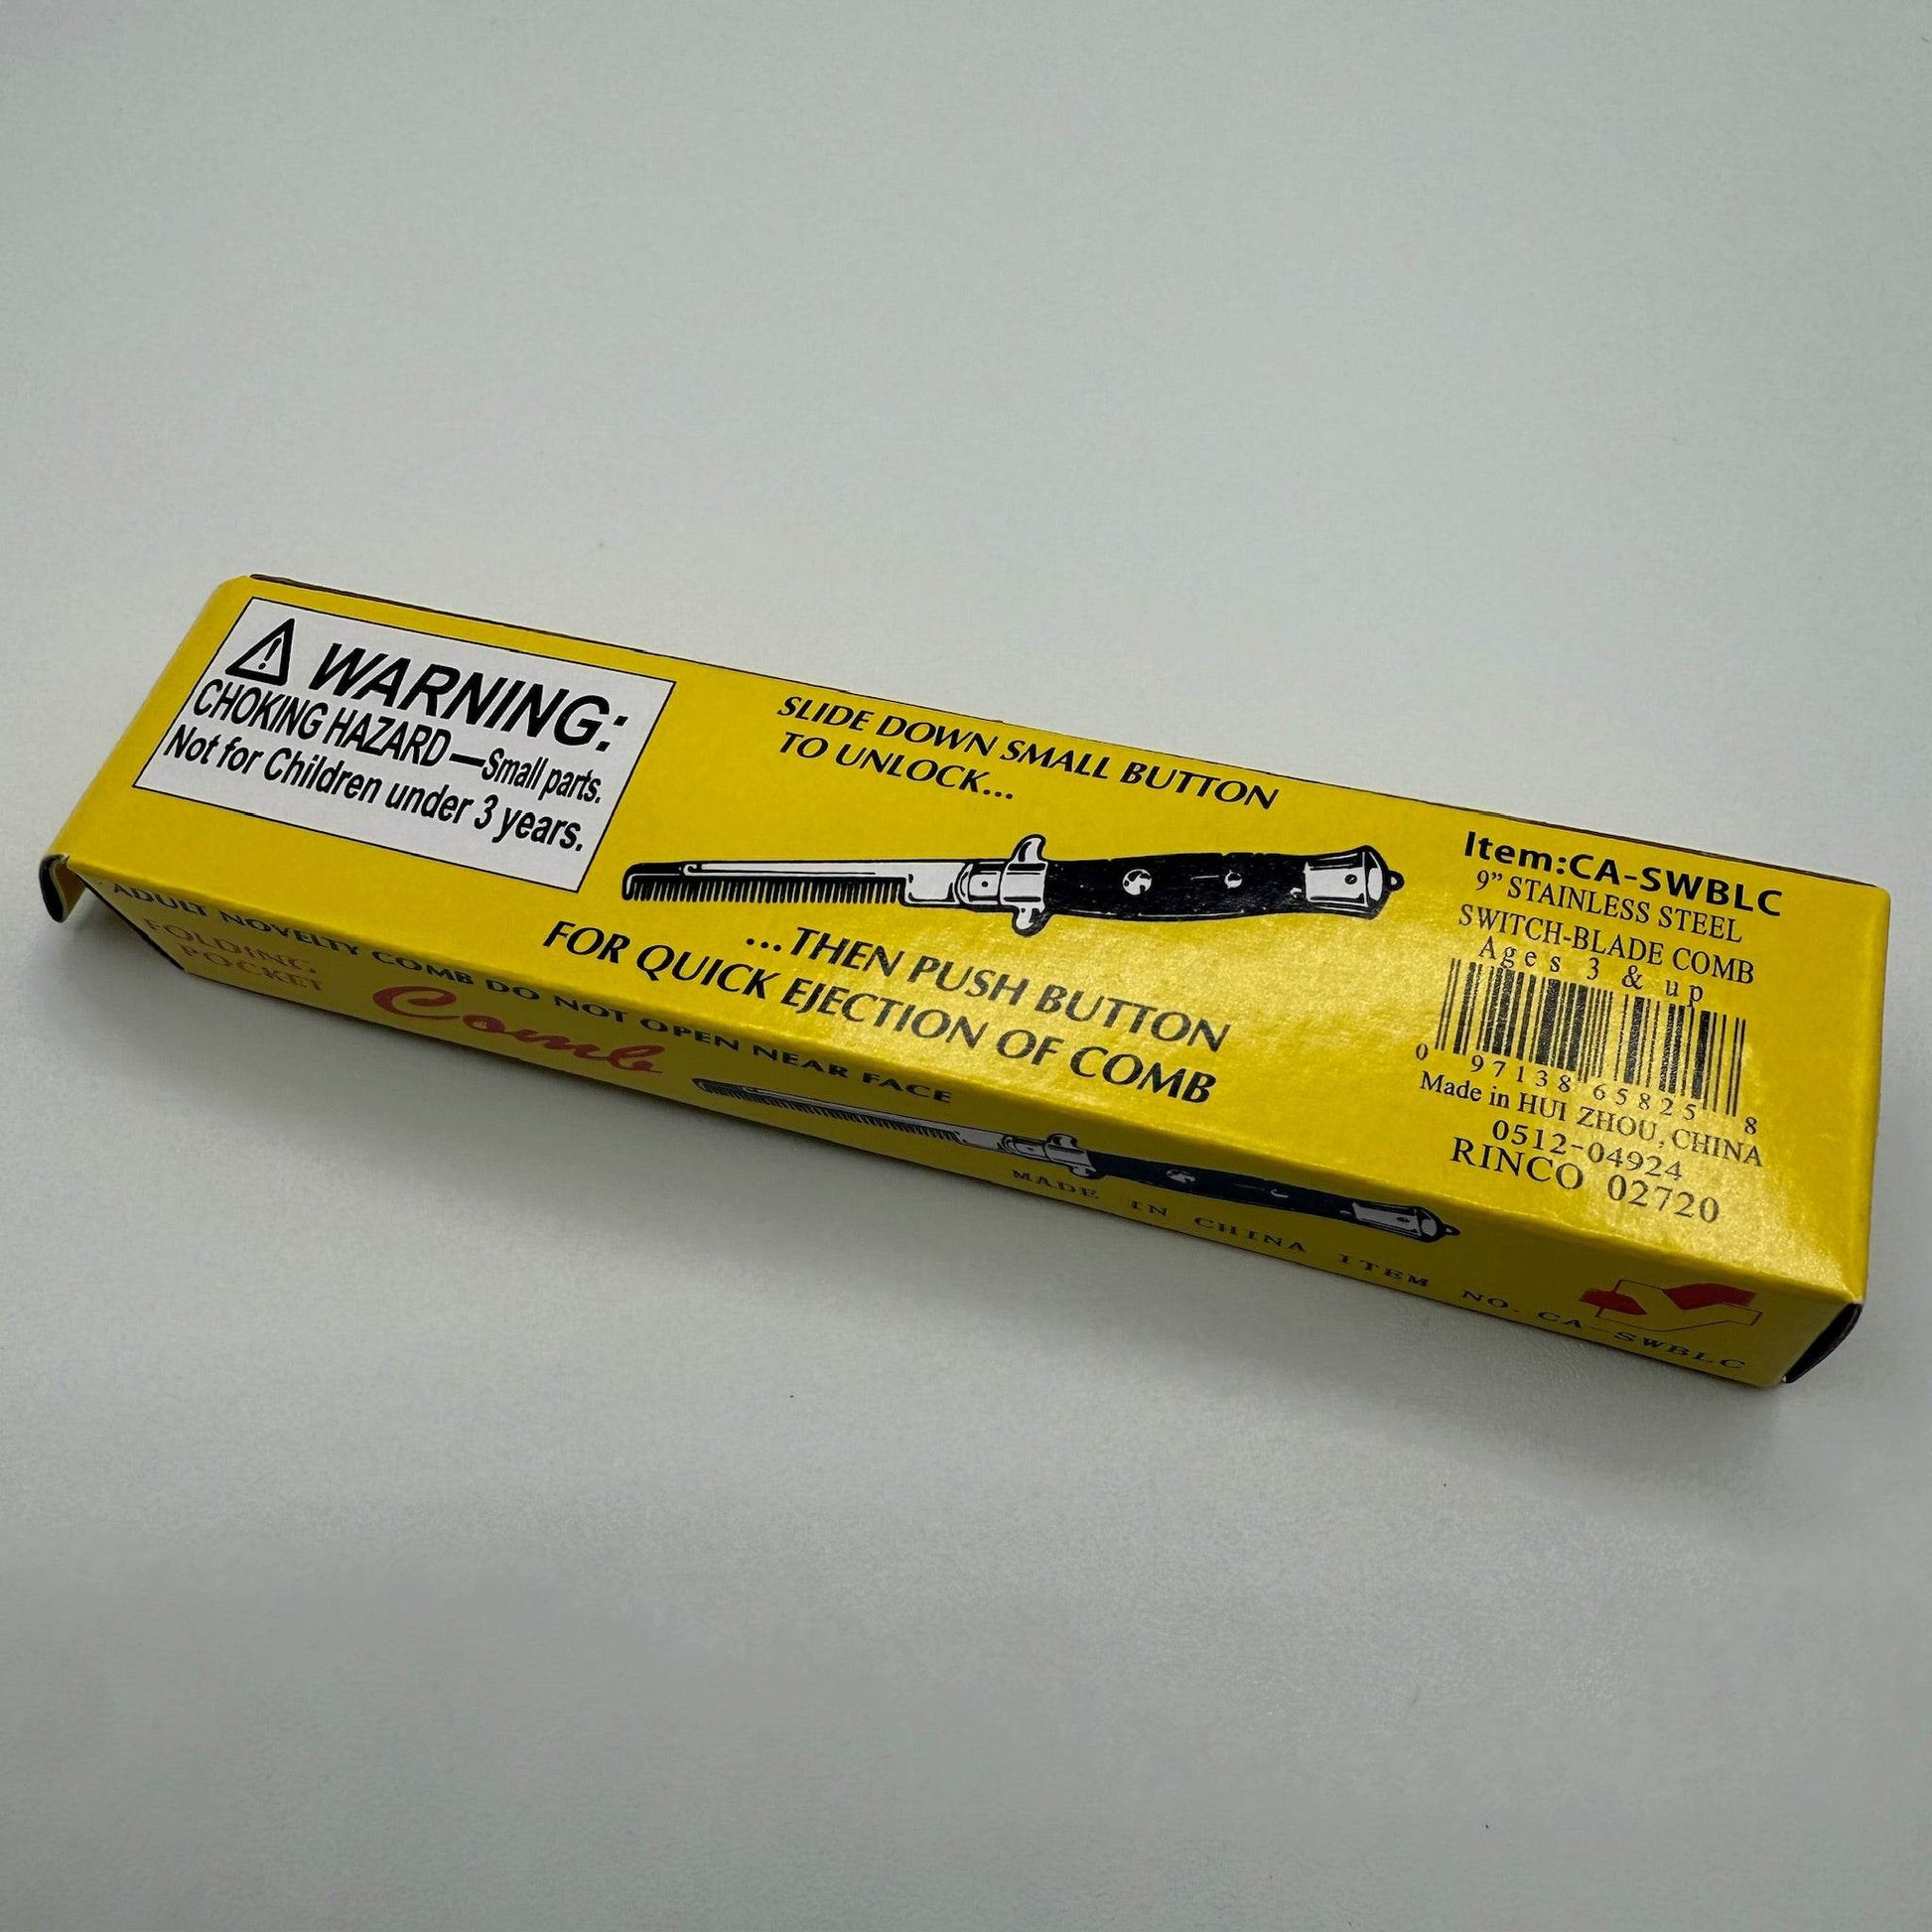 WARNING:
CHOKING HAZARD—Small parts.
Not for Children under 3 years.
SLIDE DOWN SMALL BUTTON
TO UNLOCK...
...THEN PUSH BUTTON
FOR QUICK EJECTION OF COMB
Item:CA-SWBLC
9” STAINLESS STEEL
SWITCH-BLADE COMB
Ages 3 & up
0 97138 65825 8
Made in HUI ZHOU, CHINA
0512-04924
RINCO 02720
ADULT NOVELTY COMB DO NOT OPEN NEAR FACE
FOLDING
POCKET
Comb
MADE IN CHINA ITEM NO. CA-SWBLC